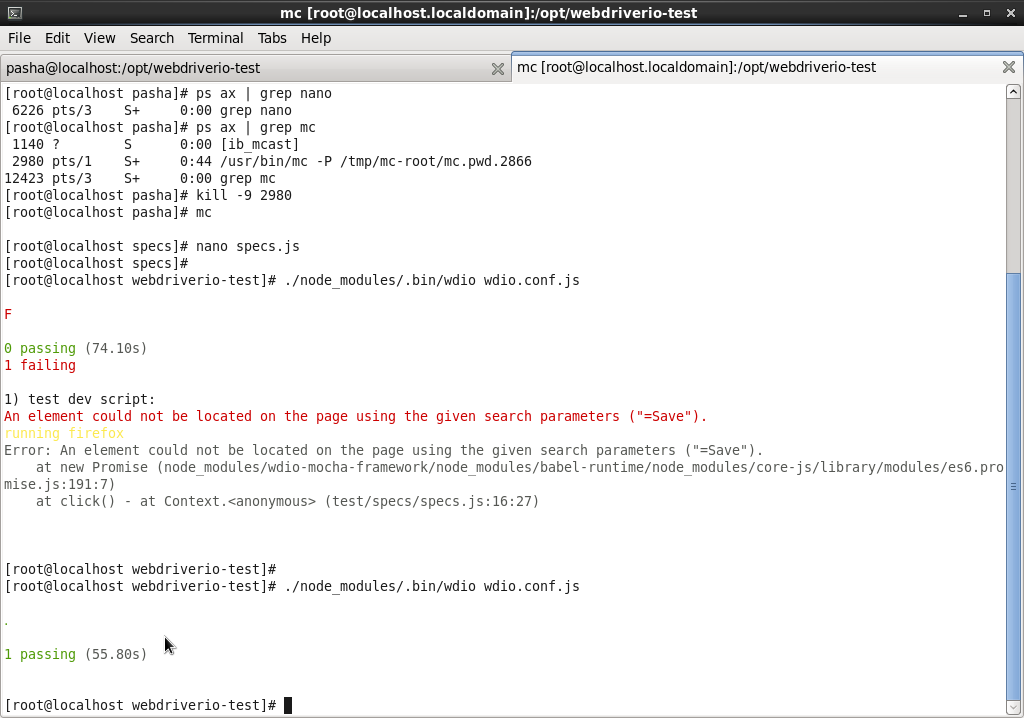 mc [root@localhost.localdomain]:/opt/webdriverio-test
File Edit View Search Terminal Tabs Help
pasha@localhost:/opt/webdriverio-test
mc [root@localhost.localdomain]:/opt/webdriverio-test
[root@localhost pasha]# ps ax | grep nano
 6226 pts/3    S+     0:00 grep nano
[root@localhost pasha]# ps ax | grep mc
 1140 ?        S      0:00 [ib_mcast]
 2980 pts/1    S+     0:44 /usr/bin/mc -P /tmp/mc-root/mc.pwd.2866
12423 pts/3    S+     0:00 grep mc
[root@localhost pasha]# kill -9 2980
[root@localhost pasha]# mc
[root@localhost specs]# nano specs.js
[root@localhost specs]#
[root@localhost webdriverio-test]# ./node_modules/.bin/wdio wdio.conf.js
F
0 passing (74.10s)
1 failing
1) test dev script:
An element could not be located on the page using the given search parameters ("=Save").
running firefox
Error: An element could not be located on the page using the given search parameters ("=Save").
    at new Promise (node_modules/wdio-mocha-framework/node_modules/babel-runtime/node_modules/core-js/library/modules/es6.pro
mise.js:191:7)
    at click() - at Context.<anonymous> (test/specs/specs.js:16:27)
[root@localhost webdriverio-test]#
[root@localhost webdriverio-test]# ./node_modules/.bin/wdio wdio.conf.js
.
1 passing (55.80s)
[root@localhost webdriverio-test]#